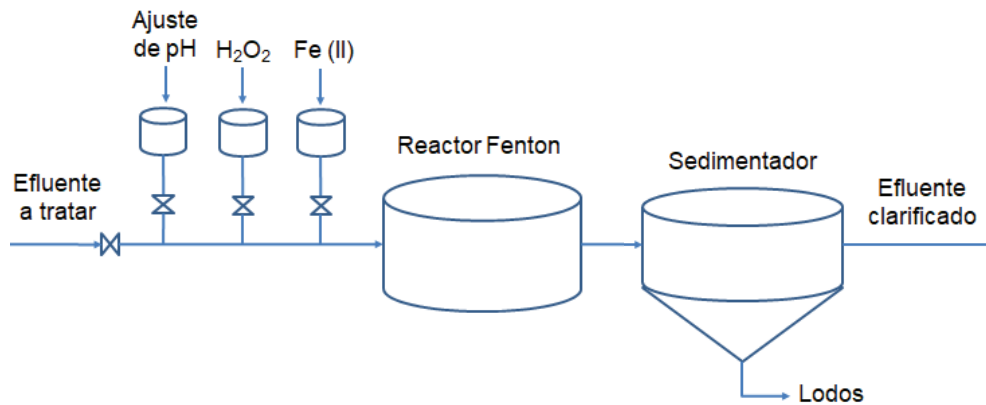 Ajuste
de pH
H₂O₂
Fe (II)
Reactor Fenton
Sedimentador
Efluente
a tratar
Efluente
clarificado
Lodos